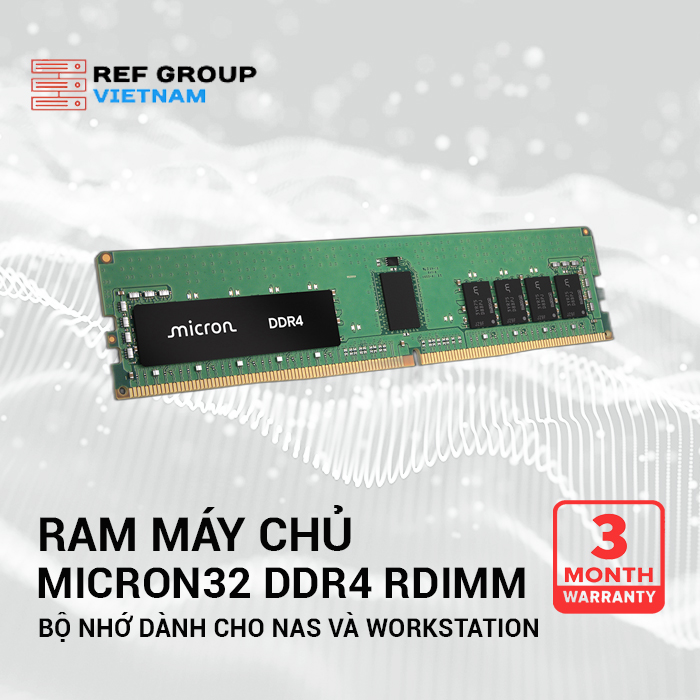 REF GROUP
VIETNAM
micron DDR4
RAM MÁY CHỦ
MICRON32 DDR4 RDIMM
BỘ NHỚ DÀNH CHO NAS VÀ WORKSTATION
3
MONTH
WARRANTY